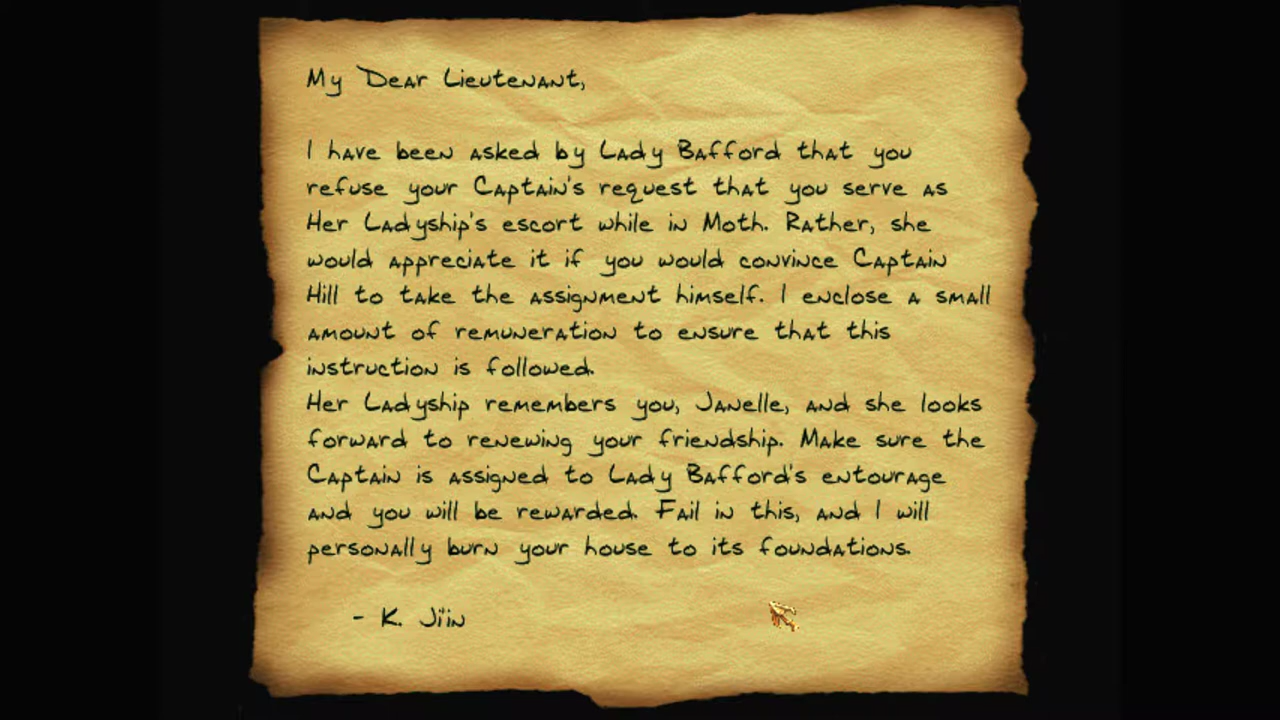 My Dear Lieutenant,
I have been asked by Lady Bafford that you
refuse your Captain's request that you serve as
Her Ladyship's escort while in Moth. Rather, she
would appreciate it if you would convince Captain
Hill to take the assignment himself. I enclose a small
amount of remuneration to ensure that this
instruction is followed.
Her Ladyship remembers you, Janelle, and she looks
forward to renewing your friendship. Make sure the
Captain is assigned to Lady Bafford's entourage
and you will be rewarded. Fail in this, and I will
personally burn your house to its foundations.
- K. Ji'in